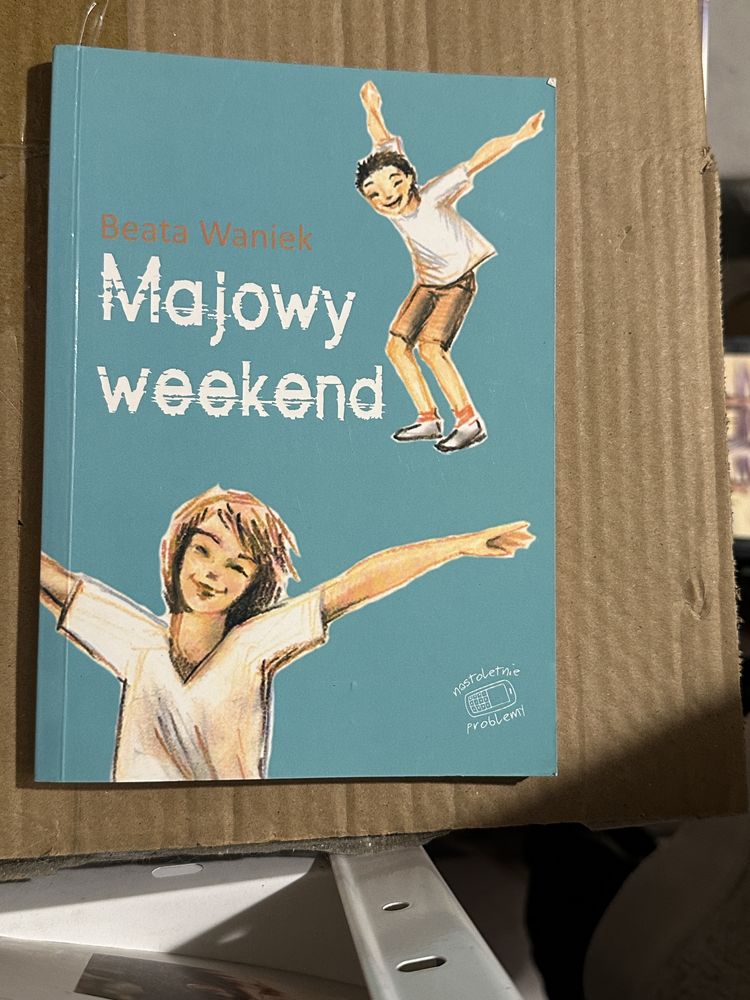 Beata Waniek
Majowy
weekend
nastoletnie
problemy